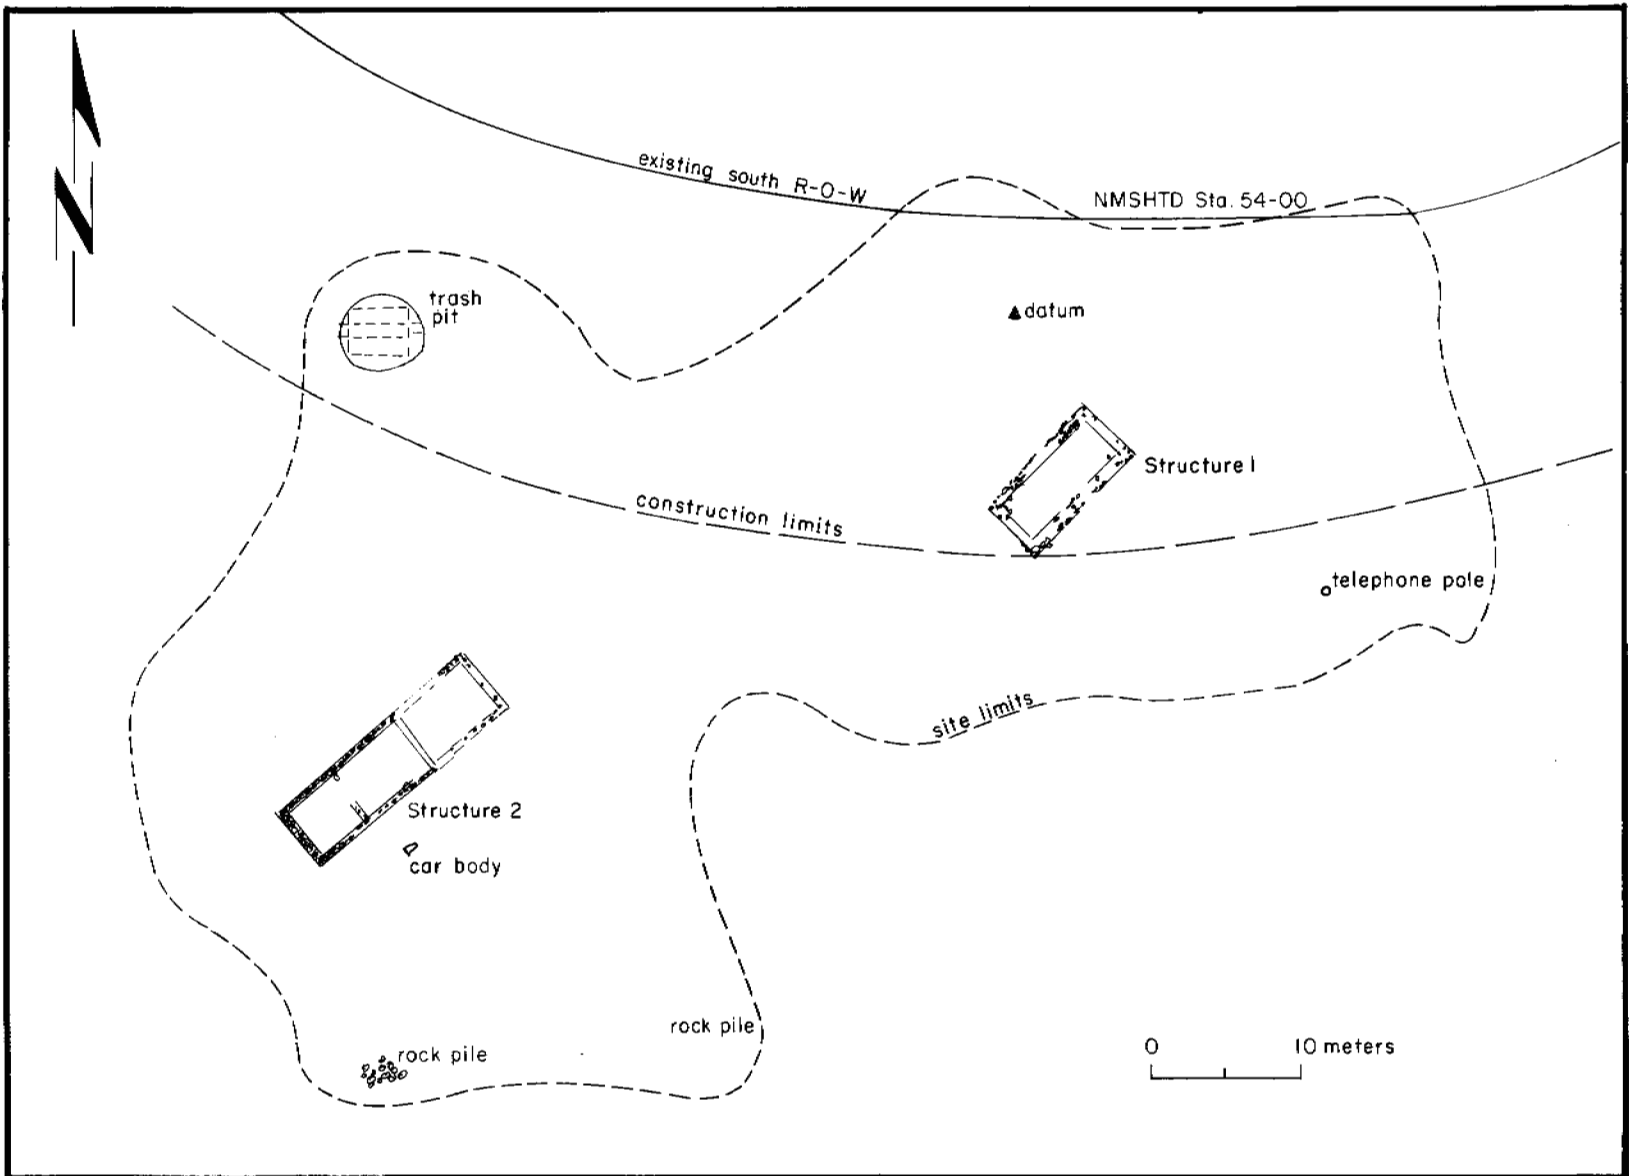 existing south R-O-W
NMSHTD Sta. 54-00
trash
pit
datum
Structure 1
construction limits
telephone pole
site limits
Structure 2
car body
rock pile
rock pile
0 10 meters
N